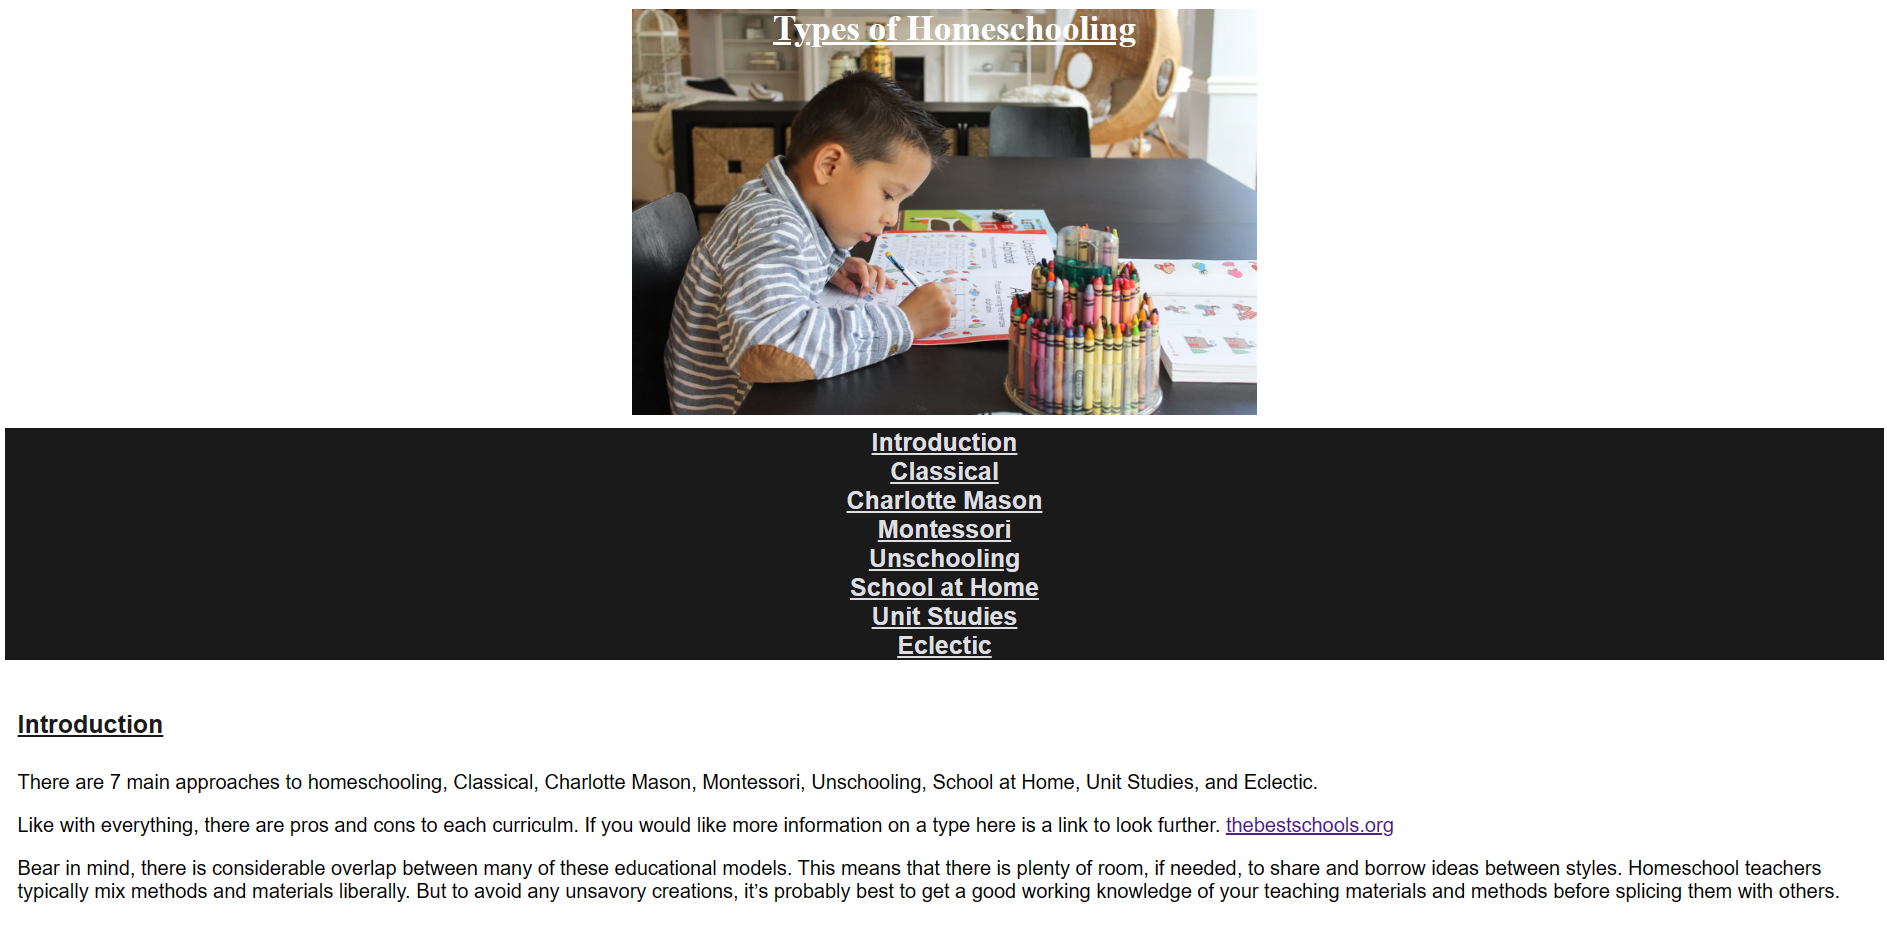 Types of Homeschooling
Uppercase
Alphabet
Introduction
Classical
Charlotte Mason
Montessori
Unschooling
School at Home
Unit Studies
Eclectic
Introduction
There are 7 main approaches to homeschooling, Classical, Charlotte Mason, Montessori, Unschooling, School at Home, Unit Studies, and Eclectic.
Like with everything, there are pros and cons to each curriculm. If you would like more information on a type here is a link to look further. thebestschools.org
Bear in mind, there is considerable overlap between many of these educational models. This means that there is plenty of room, if needed, to share and borrow ideas between styles. Homeschool teachers
typically mix methods and materials liberally. But to avoid any unsavory creations, it’s probably best to get a good working knowledge of your teaching materials and methods before splicing them with others.